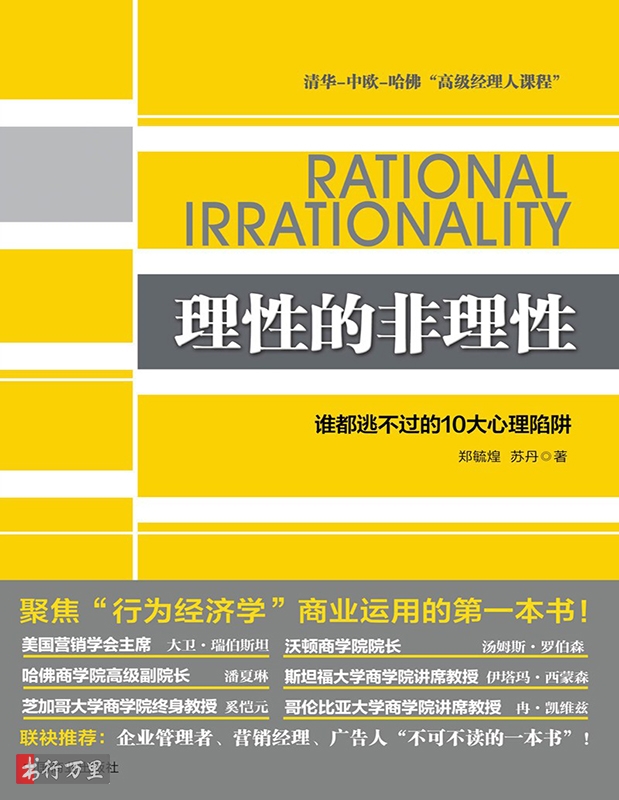 清华-中欧-哈佛“高级经理人课程”
RATIONAL
IRRATIONALITY
理性的非理性
谁都逃不过的10大心理陷阱
郑毓煌 苏丹◎著
聚焦“行为经济学”商业运用的第一本书！
美国营销学会主席 大卫·瑞伯斯坦 沃顿商学院院长 汤姆斯·罗伯森
哈佛商学院高级副院长 潘夏琳 斯坦福大学商学院讲席教授 伊塔玛·西蒙森
芝加哥大学商学院终身教授 奚恺元 哥伦比亚大学商学院讲席教授 冉·凯维兹
联袂推荐：企业管理者、营销经理、广告人“不可不读的一本书”！
书行万里
版社